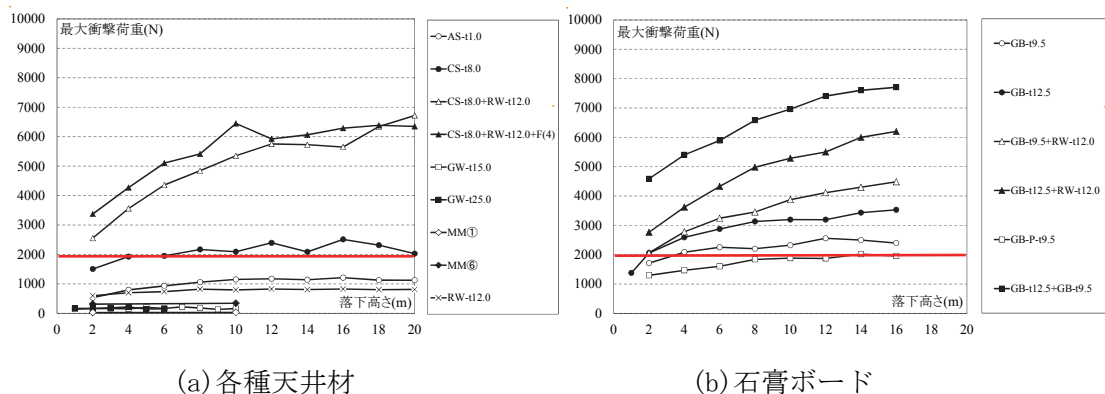 最大衝撃荷重(N)
10000
9000
8000
7000
6000
5000
4000
3000
2000
1000
0
落下高さ(m)
0 2 4 6 8 10 12 14 16 18 20
AS-t1.0
CS-t8.0
CS-t8.0+RW-t12.0
CS-t8.0+RW-t12.0+F(4)
GW-t15.0
GW-t25.0
MM①
MM⑥
RW-t12.0
(a)各種天井材
最大衝撃荷重(N)
10000
9000
8000
7000
6000
5000
4000
3000
2000
1000
0
落下高さ(m)
0 2 4 6 8 10 12 14 16 18 20
GB-t9.5
GB-t12.5
GB-t9.5+RW-t12.0
GB-t12.5+RW-t12.0
GB-P-t9.5
GB-t12.5+GB-t9.5
(b)石膏ボード